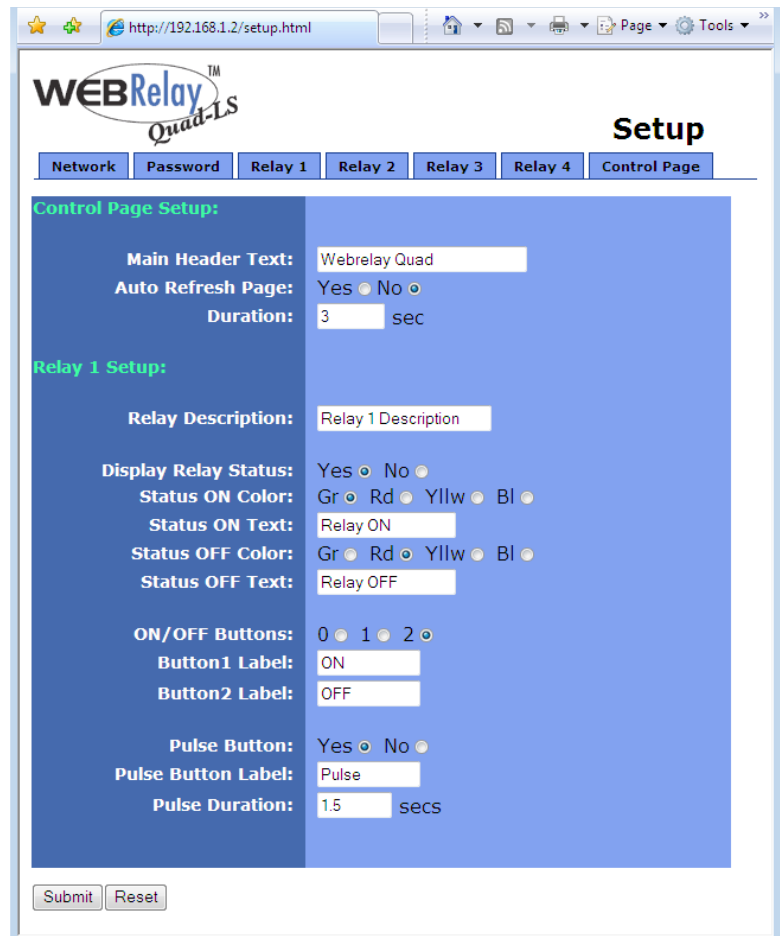 http://192.168.1.2/setup.html
Page
Tools
»
WEBRelay TM
Quad-LS
Setup
Network Password Relay 1 Relay 2 Relay 3 Relay 4 Control Page
Control Page Setup:
Main Header Text: Webrelay Quad
Auto Refresh Page: Yes No
Duration: 3 sec
Relay 1 Setup:
Relay Description: Relay 1 Description
Display Relay Status: Yes No
Status ON Color: Gr Rd Yllw Bl
Status ON Text: Relay ON
Status OFF Color: Gr Rd Yllw Bl
Status OFF Text: Relay OFF
ON/OFF Buttons: 0 1 2
Button1 Label: ON
Button2 Label: OFF
Pulse Button: Yes No
Pulse Button Label: Pulse
Pulse Duration: 1.5 secs
Submit Reset